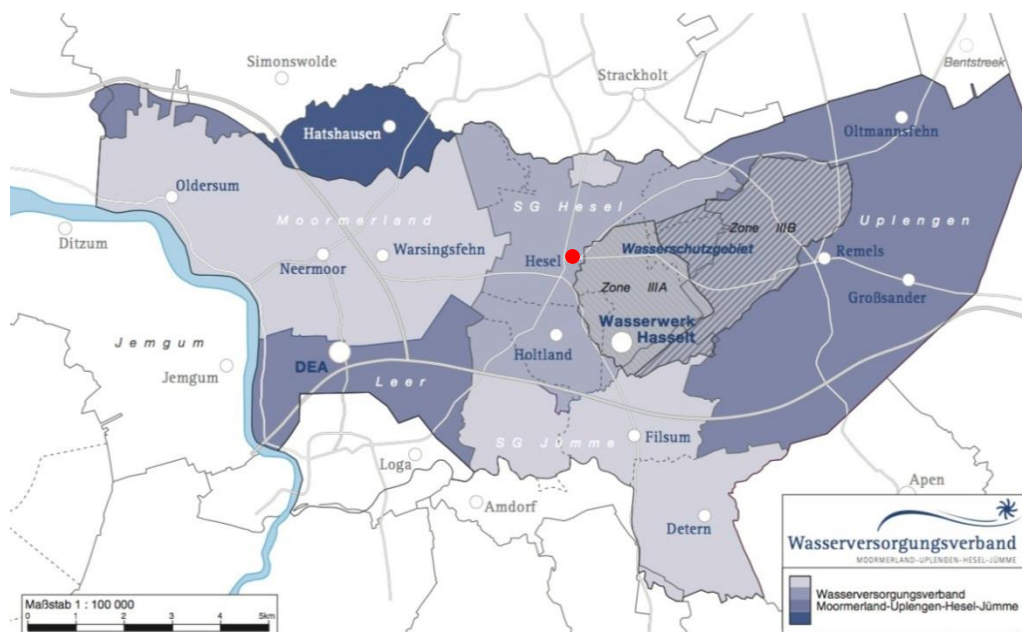 Bentstreek
Simonswolde
Strackholt
Hatshausen
Oltmannsfehn
Oldersum
Moormerland
SG Hesel
Uplengen
Zone IIIB
Ditzum
Warsingsfehn
Wasserschutzgebiet
Hesel
Remels
Neermoor
Zone IIIA
Großsander
Wasserwerk
Hasselt
Jemgum
Holtland
DEA
Jemgum
Leer
SG Jümme
Filsum
Loga
Apen
Amdorf
Detern
Wasserversorgungsverband
MOORMERLAND-UPLENGEN-HESEL-JÜMME
Wasserversorgungsverband
Moormerland-Uplengen-Hesel-Jümme
Maßstab 1 : 100 000
0 1 2 3 4 5km